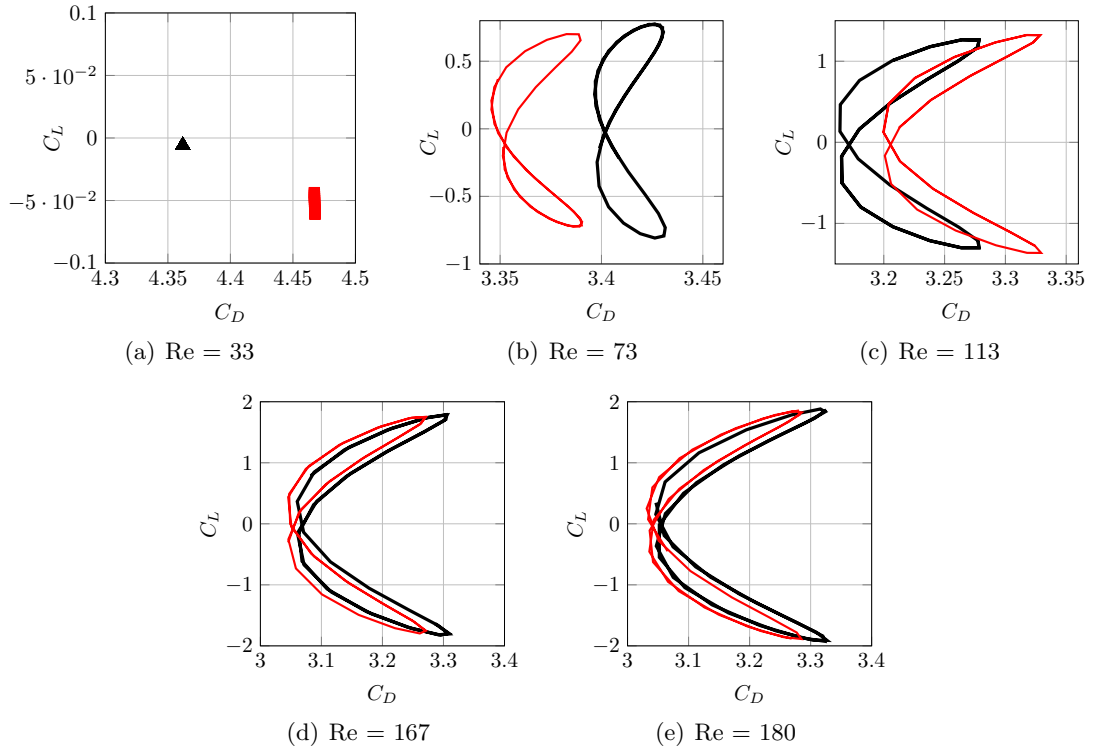 0.1
5 · 10⁻²
0
−5 · 10⁻²
−0.1
4.3 4.35 4.4 4.45 4.5
C_L
C_D
(a) Re = 33
0.5
0
−0.5
−1
3.35 3.4 3.45
C_L
C_D
(b) Re = 73
1
0
−1
3.2 3.25 3.3 3.35
C_L
C_D
(c) Re = 113
2
1
0
−1
−2
3 3.1 3.2 3.3 3.4
C_L
C_D
(d) Re = 167
2
1
0
−1
−2
3 3.1 3.2 3.3 3.4
C_L
C_D
(e) Re = 180